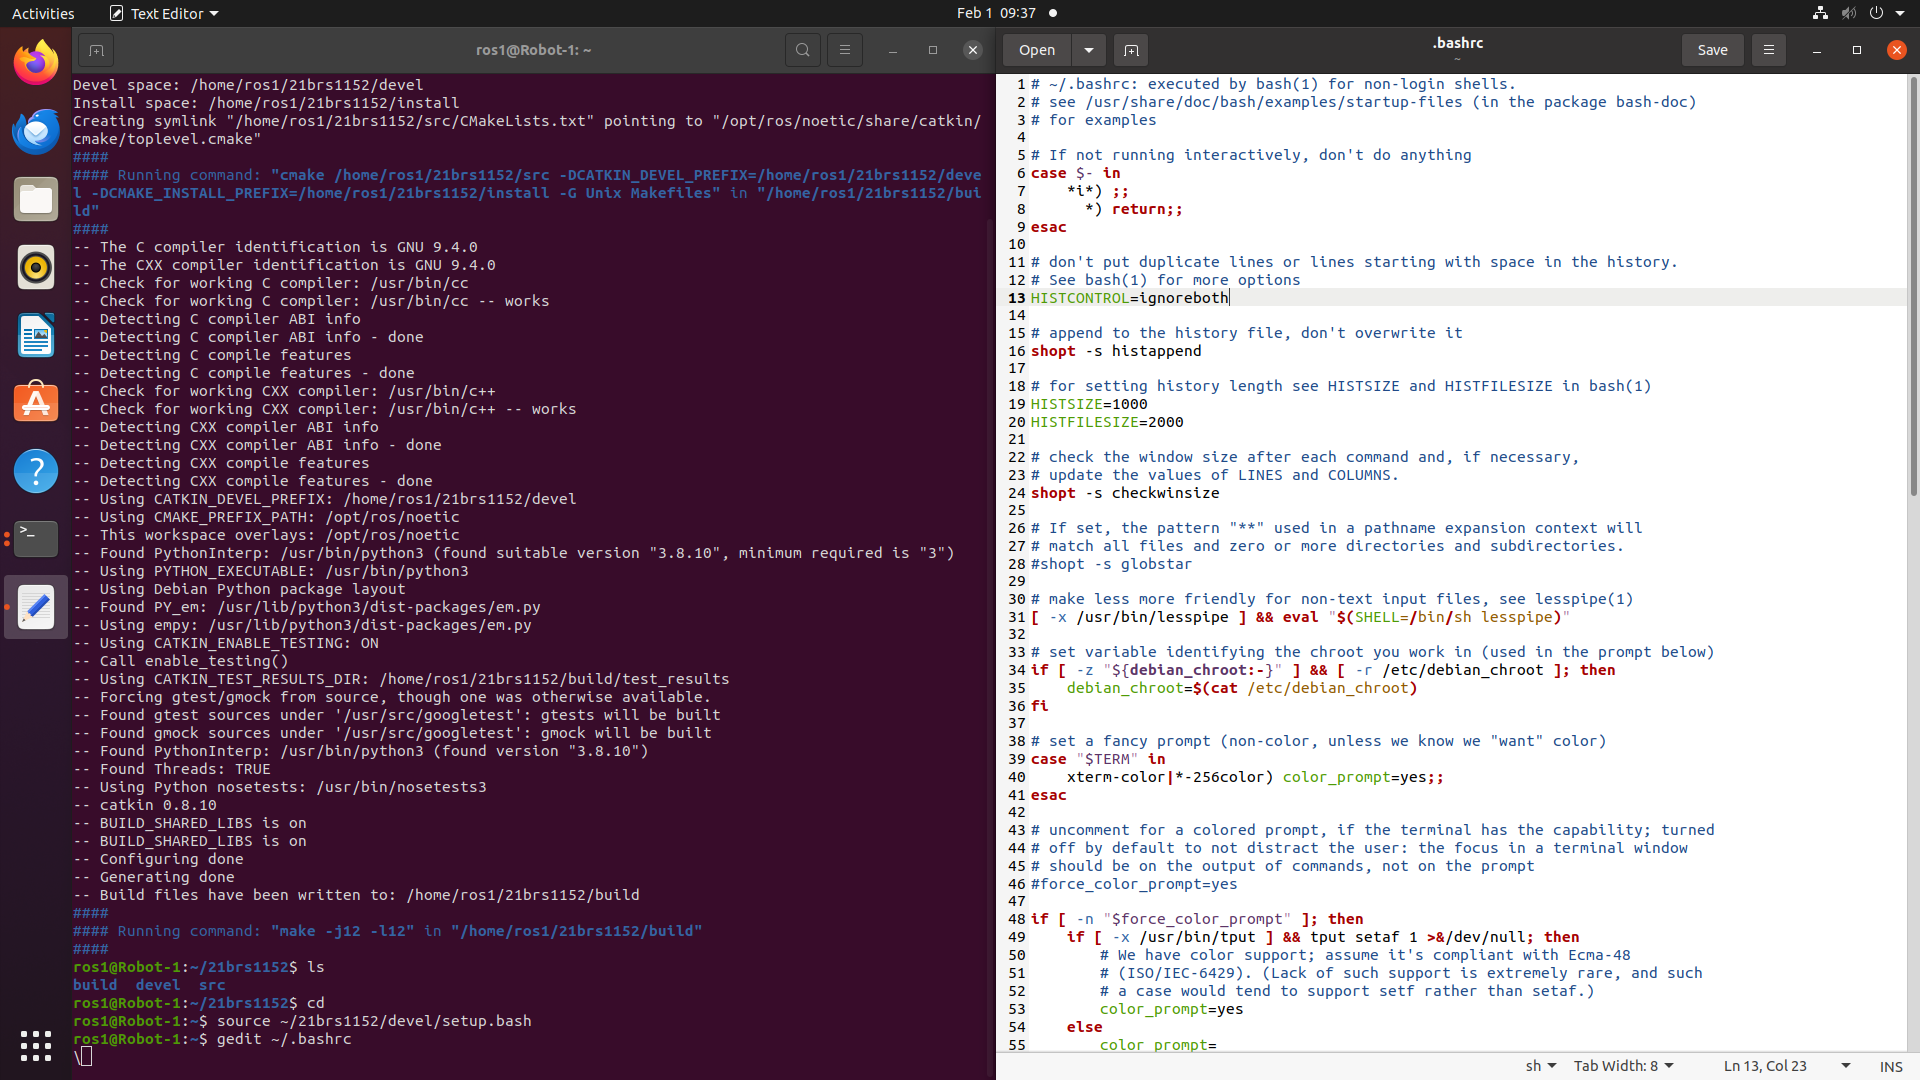 Activities
Text Editor
Feb 1 09:37
ros1@Robot-1: ~
Devel space: /home/ros1/21brs1152/devel
Install space: /home/ros1/21brs1152/install
Creating symlink "/home/ros1/21brs1152/src/CMakeLists.txt" pointing to "/opt/ros/noetic/share/catkin/
cmake/toplevel.cmake"
####
#### Running command: "cmake /home/ros1/21brs1152/src -DCATKIN_DEVEL_PREFIX=/home/ros1/21brs1152/deve
l -DCMAKE_INSTALL_PREFIX=/home/ros1/21brs1152/install -G Unix Makefiles" in "/home/ros1/21brs1152/bui
ld"
####
-- The C compiler identification is GNU 9.4.0
-- The CXX compiler identification is GNU 9.4.0
-- Check for working C compiler: /usr/bin/cc
-- Check for working C compiler: /usr/bin/cc -- works
-- Detecting C compiler ABI info
-- Detecting C compiler ABI info - done
-- Detecting C compile features
-- Detecting C compile features - done
-- Check for working CXX compiler: /usr/bin/c++
-- Check for working CXX compiler: /usr/bin/c++ -- works
-- Detecting CXX compiler ABI info
-- Detecting CXX compiler ABI info - done
-- Detecting CXX compile features
-- Detecting CXX compile features - done
-- Using CATKIN_DEVEL_PREFIX: /home/ros1/21brs1152/devel
-- Using CMAKE_PREFIX_PATH: /opt/ros/noetic
-- This workspace overlays: /opt/ros/noetic
-- Found PythonInterp: /usr/bin/python3 (found suitable version "3.8.10", minimum required is "3")
-- Using PYTHON_EXECUTABLE: /usr/bin/python3
-- Using Debian Python package layout
-- Found PY_em: /usr/lib/python3/dist-packages/em.py
-- Using empy: /usr/lib/python3/dist-packages/em.py
-- Using CATKIN_ENABLE_TESTING: ON
-- Call enable_testing()
-- Using CATKIN_TEST_RESULTS_DIR: /home/ros1/21brs1152/build/test_results
-- Forcing gtest/gmock from source, though one was otherwise available.
-- Found gtest sources under '/usr/src/googletest': gtests will be built
-- Found gmock sources under '/usr/src/googletest': gmock will be built
-- Found PythonInterp: /usr/bin/python3 (found version "3.8.10")
-- Found Threads: TRUE
-- Using Python nosetests: /usr/bin/nosetests3
-- catkin 0.8.10
-- BUILD_SHARED_LIBS is on
-- BUILD_SHARED_LIBS is on
-- Configuring done
-- Generating done
-- Build files have been written to: /home/ros1/21brs1152/build
####
#### Running command: "make -j12 -l12" in "/home/ros1/21brs1152/build"
####
ros1@Robot-1:~/21brs1152$ ls
build devel src
ros1@Robot-1:~/21brs1152$ cd
ros1@Robot-1:~$ source ~/21brs1152/devel/setup.bash
ros1@Robot-1:~$ gedit ~/.bashrc
\
Open
.bashrc
~
Save
1 # ~/.bashrc: executed by bash(1) for non-login shells.
2 # see /usr/share/doc/bash/examples/startup-files (in the package bash-doc)
3 # for examples
4
5 # If not running interactively, don't do anything
6 case $- in
7     *i*) ;;
8       *) return;;
9 esac
10
11 # don't put duplicate lines or lines starting with space in the history.
12 # See bash(1) for more options
13 HISTCONTROL=ignoreboth
14
15 # append to the history file, don't overwrite it
16 shopt -s histappend
17
18 # for setting history length see HISTSIZE and HISTFILESIZE in bash(1)
19 HISTSIZE=1000
20 HISTFILESIZE=2000
21
22 # check the window size after each command and, if necessary,
23 # update the values of LINES and COLUMNS.
24 shopt -s checkwinsize
25
26 # If set, the pattern "**" used in a pathname expansion context will
27 # match all files and zero or more directories and subdirectories.
28 #shopt -s globstar
29
30 # make less more friendly for non-text input files, see lesspipe(1)
31 [ -x /usr/bin/lesspipe ] && eval "$(SHELL=/bin/sh lesspipe)"
32
33 # set variable identifying the chroot you work in (used in the prompt below)
34 if [ -z "${debian_chroot:-}" ] && [ -r /etc/debian_chroot ]; then
35     debian_chroot=$(cat /etc/debian_chroot)
36 fi
37
38 # set a fancy prompt (non-color, unless we know we "want" color)
39 case "$TERM" in
40     xterm-color|*-256color) color_prompt=yes;;
41 esac
42
43 # uncomment for a colored prompt, if the terminal has the capability; turned
44 # off by default to not distract the user: the focus in a terminal window
45 # should be on the output of commands, not on the prompt
46 #force_color_prompt=yes
47
48 if [ -n "$force_color_prompt" ]; then
49     if [ -x /usr/bin/tput ] && tput setaf 1 >&/dev/null; then
50         # We have color support; assume it's compliant with Ecma-48
51         # (ISO/IEC-6429). (Lack of such support is extremely rare, and such
52         # a case would tend to support setf rather than setaf.)
53         color_prompt=yes
54     else
55         color_prompt=
sh
Tab Width: 8
Ln 13, Col 23
INS